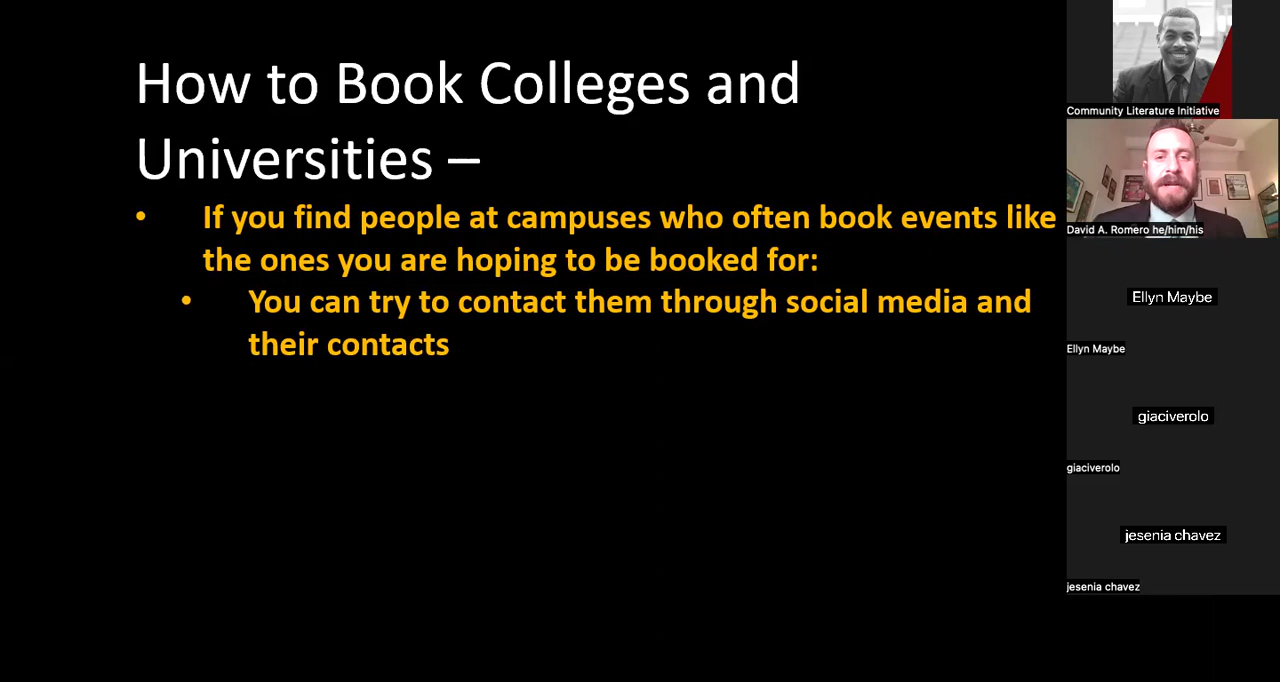 How to Book Colleges and
Universities –
• If you find people at campuses who often book events like
the ones you are hoping to be booked for:
• You can try to contact them through social media and
their contacts
Community Literature Initiative
David A. Romero he/him/his
Ellyn Maybe
Ellyn Maybe
giaciverolo
giaciverolo
jesenia chavez
jesenia chavez